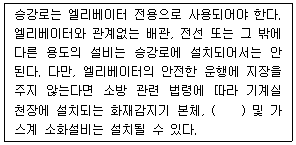 승강로는 엘리베이터 전용으로 사용되어야 한다.
엘리베이터와 관계없는 배관, 전선 또는 그 밖에
다른 용도의 설비는 승강로에 설치되어서는 안
된다. 다만, 엘리베이터의 안전한 운행에 지장을
주지 않는다면 소방 관련 법령에 따라 기계실
천장에 설치되는 화재감지기 본체, (    ) 및 가
스계 소화설비는 설치될 수 있다.